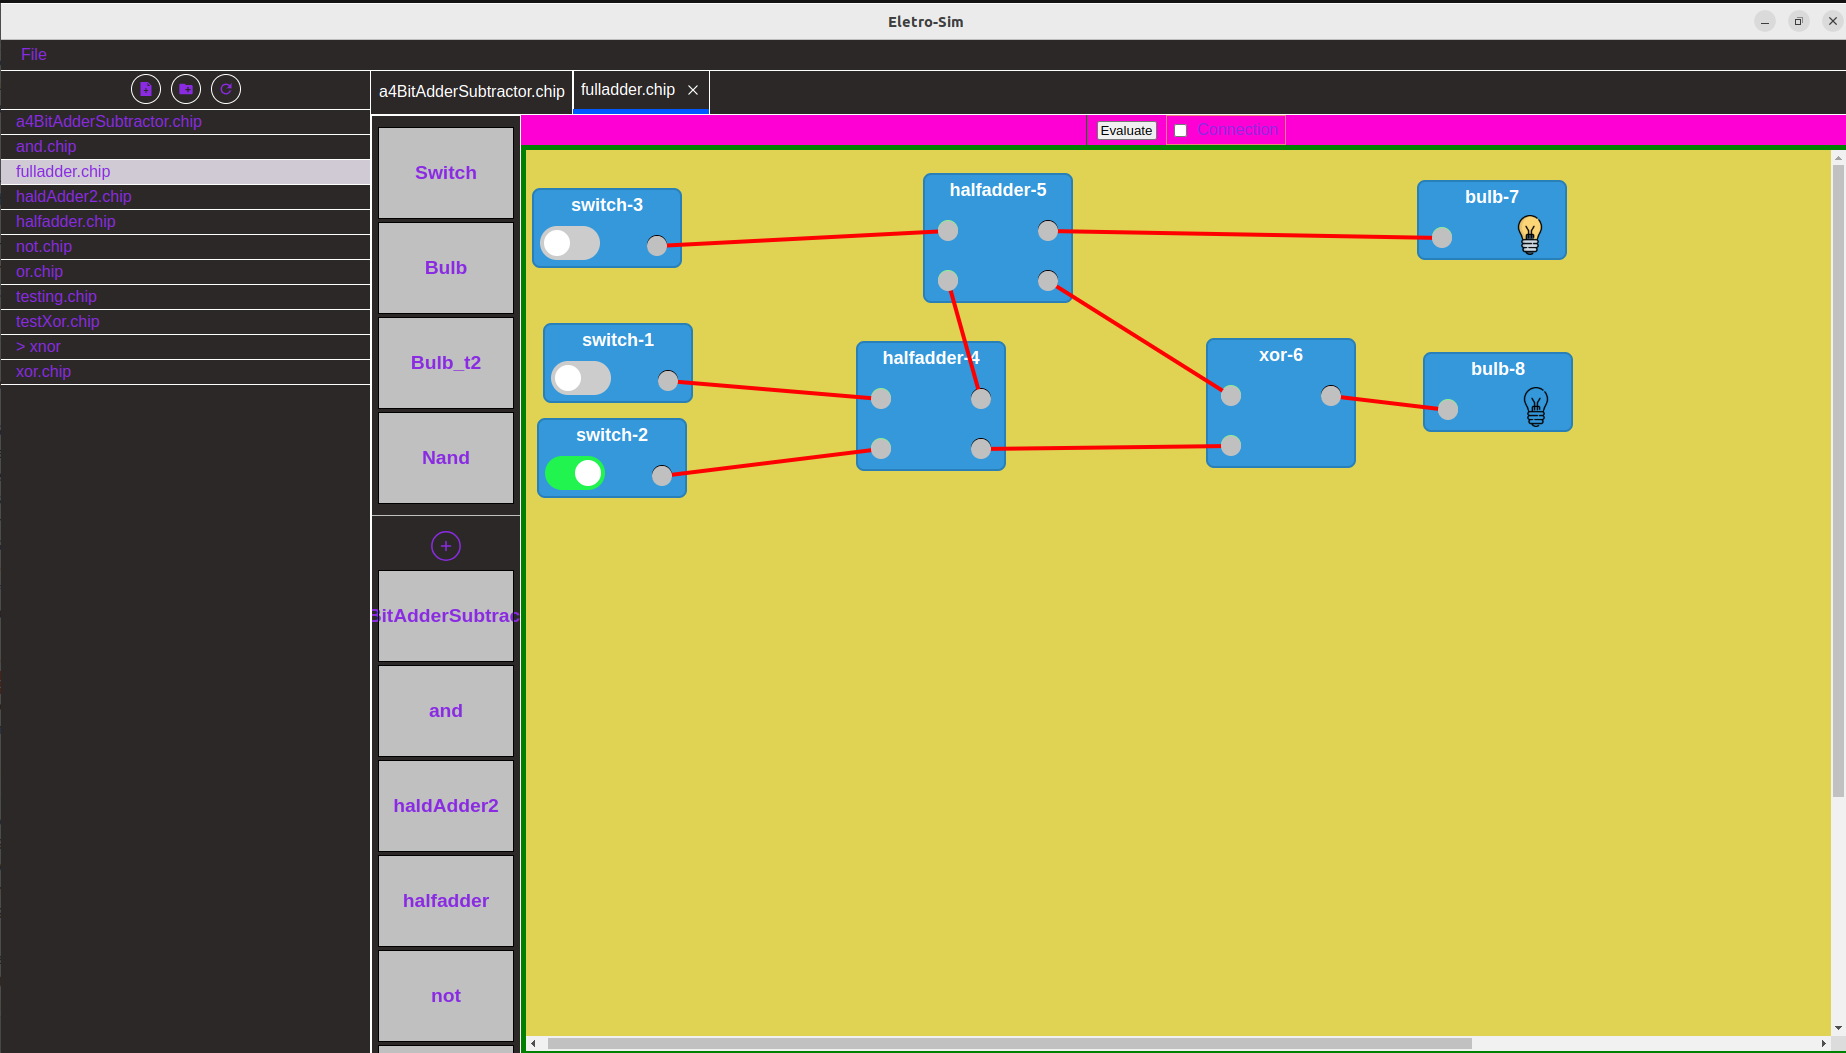 Eletro-Sim
File
a4BitAdderSubtractor.chip
and.chip
fulladder.chip
haldAdder2.chip
halfadder.chip
not.chip
or.chip
testing.chip
testXor.chip
> xnor
xor.chip
a4BitAdderSubtractor.chip
fulladder.chip
Evaluate
Connection
Switch
Bulb
Bulb_t2
Nand
BitAdderSubtrac
and
haldAdder2
halfadder
not
switch-3
halfadder-5
bulb-7
switch-1
halfadder-4
xor-6
bulb-8
switch-2